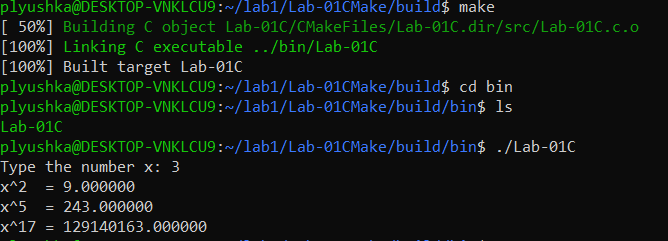 plyushka@DESKTOP-VNKLCU9:~/lab1/Lab-01CMake/build$ make
[ 50%] Building C object Lab-01C/CMakeFiles/Lab-01C.dir/src/Lab-01C.c.o
[100%] Linking C executable ../bin/Lab-01C
[100%] Built target Lab-01C
plyushka@DESKTOP-VNKLCU9:~/lab1/Lab-01CMake/build$ cd bin
plyushka@DESKTOP-VNKLCU9:~/lab1/Lab-01CMake/build/bin$ ls
Lab-01C
plyushka@DESKTOP-VNKLCU9:~/lab1/Lab-01CMake/build/bin$ ./Lab-01C
Type the number x: 3
x^2  = 9.000000
x^5  = 243.000000
x^17 = 129140163.000000